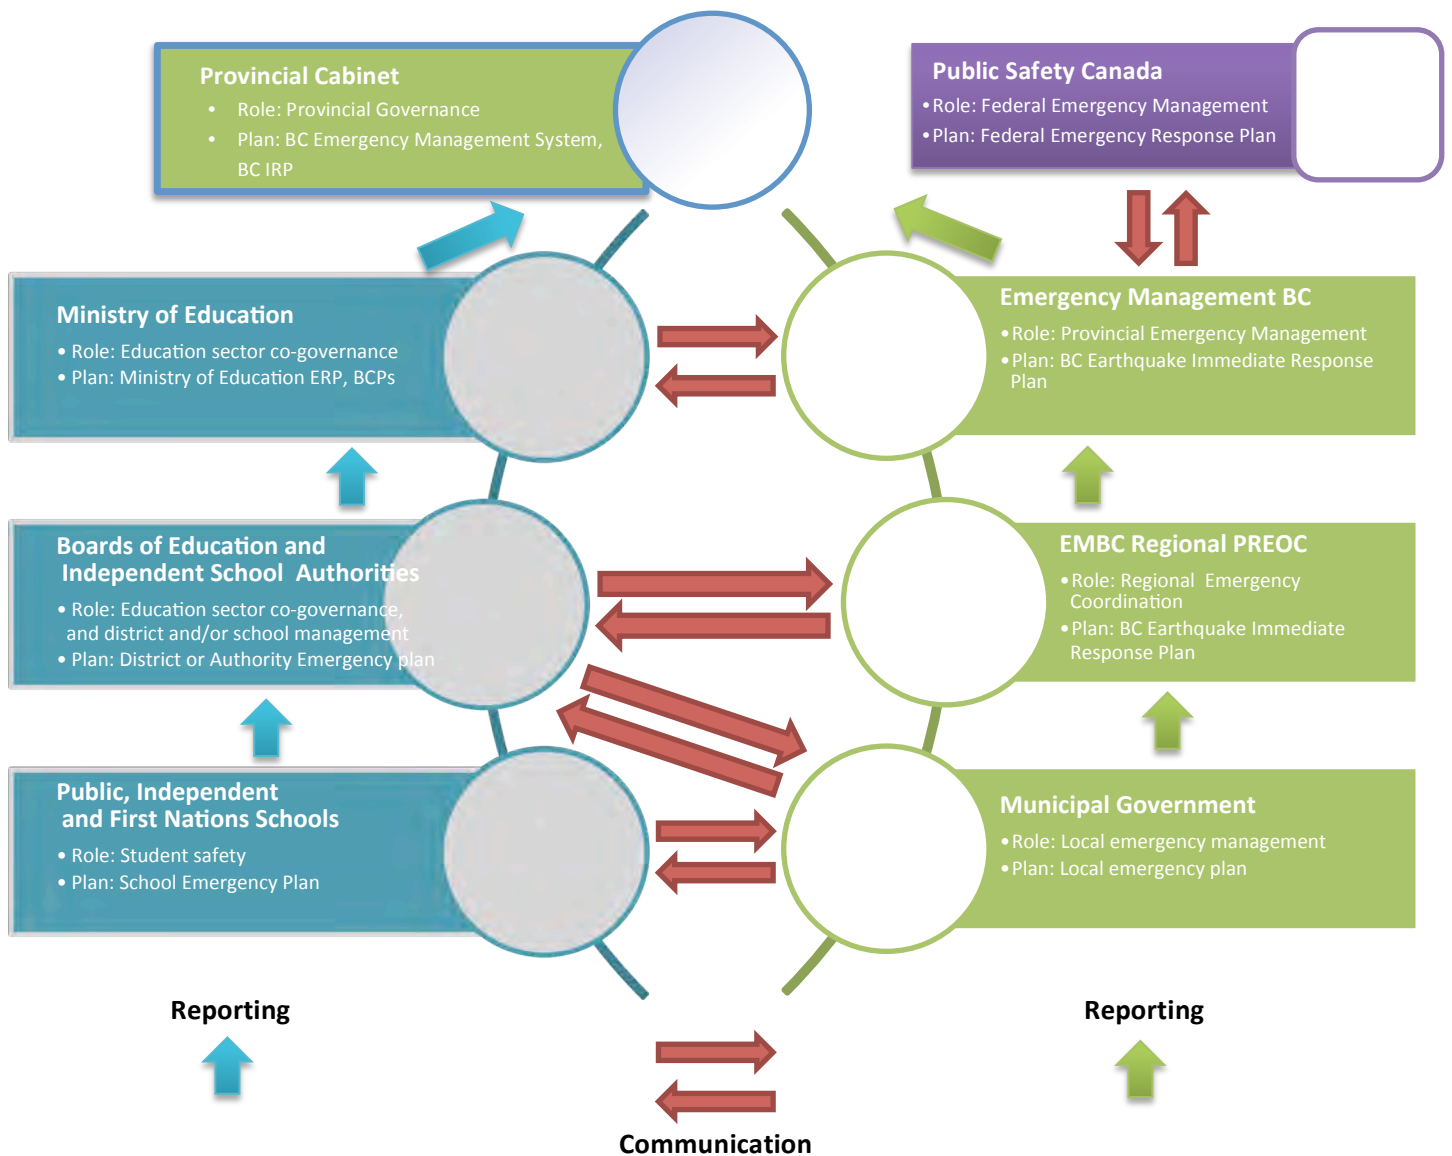 Provincial Cabinet
• Role: Provincial Governance
• Plan: BC Emergency Management System,
BC IRP
Public Safety Canada
•Role: Federal Emergency Management
•Plan: Federal Emergency Response Plan
Ministry of Education
• Role: Education sector co-governance
• Plan: Ministry of Education ERP, BCPs
Emergency Management BC
•Role: Provincial Emergency Management
•Plan: BC Earthquake Immediate Response
Plan
Boards of Education and
Independent School Authorities
• Role: Education sector co-governance,
and district and/or school management
• Plan: District or Authority Emergency plan
EMBC Regional PREOC
•Role: Regional Emergency
Coordination
•Plan: BC Earthquake Immediate
Response Plan
Public, Independent
and First Nations Schools
• Role: Student safety
• Plan: School Emergency Plan
Municipal Government
•Role: Local emergency management
•Plan: Local emergency plan
Reporting
Reporting
Communication